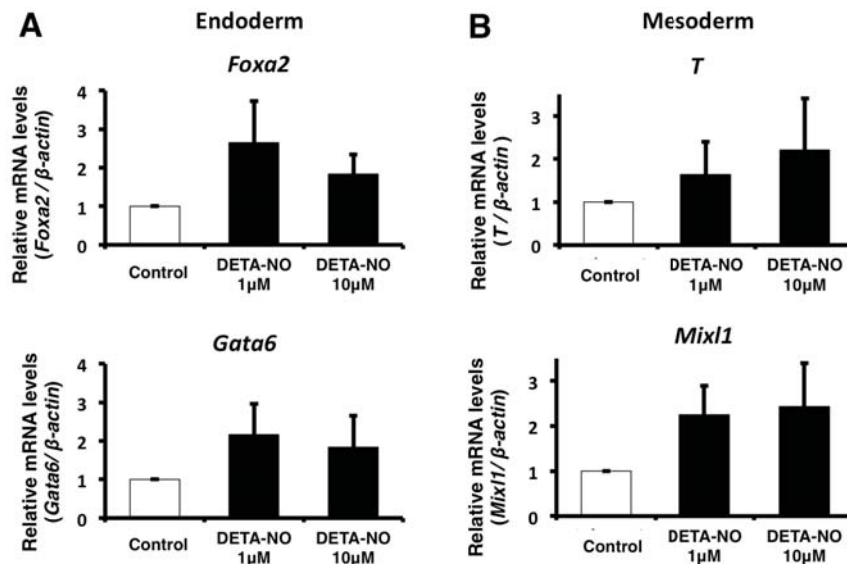 A
Endoderm
Foxa2
Relative mRNA levels
(Foxa2 / β-actin)
4
3
2
1
0
Control
DETA-NO
1µM
DETA-NO
10µM
Gata6
Relative mRNA levels
(Gata6/ β-actin)
4
3
2
1
0
Control
DETA-NO
1µM
DETA-NO
10µM
B
Mesoderm
T
Relative mRNA levels
(T / β-actin )
3
2
1
0
Control
DETA-NO
1µM
DETA-NO
10µM
Mixl1
Relative mRNA levels
(Mixl1/ β-actin)
3
2
1
0
Control
DETA-NO
1µM
DETA-NO
10µM